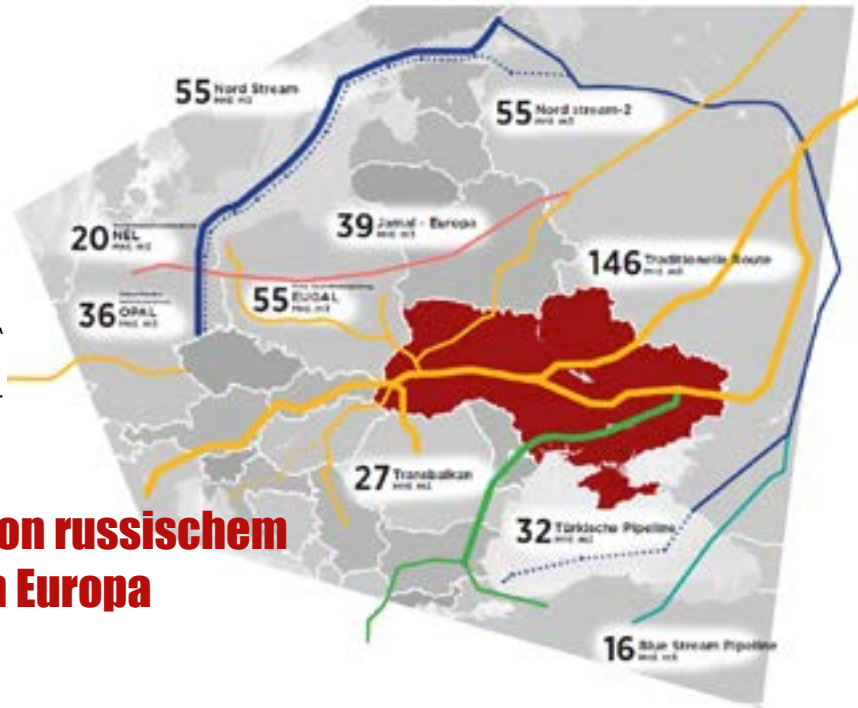 55 Nord Stream
55 Nord stream-2
39 Jamal - Europa
20 NEL
146 Traditionelle Route
55 EUGAL
36 OPAL
27 Transbalkan
32 Türkische Pipeline
on russischem
Europa
16 Blue Stream Pipeline